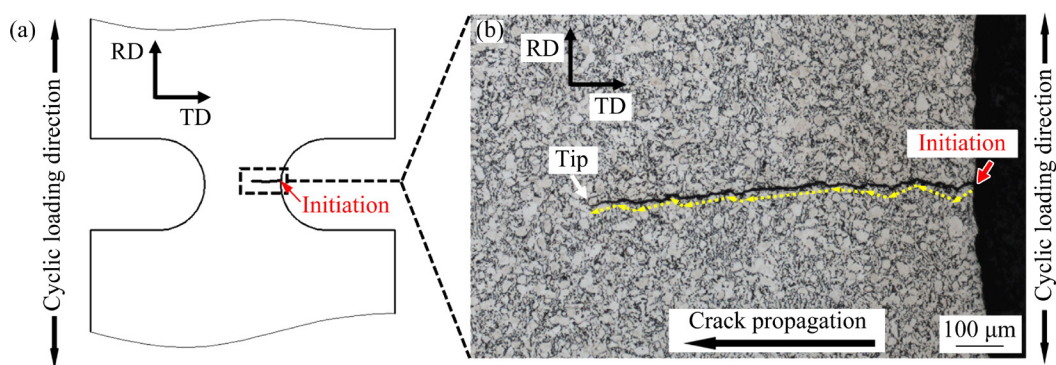 (a)
Cyclic loading direction
RD
TD
Initiation
(b)
RD
TD
Tip
Initiation
Crack propagation
100 μm
Cyclic loading direction